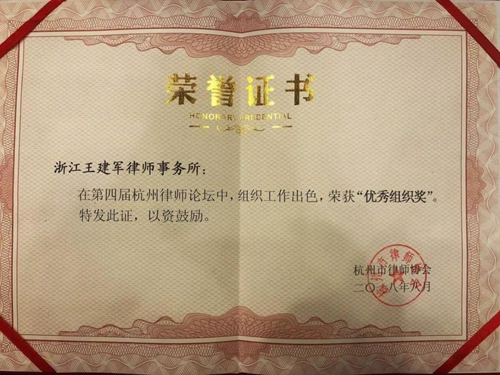 荣誉证书
HONORARY CREDENTIAL
浙江王建军律师事务所：
在第四届杭州律师论坛中，组织工作出色，荣获“优秀组织奖”。
特发此证，以资鼓励。
杭州市律师协会
二〇一八年六月